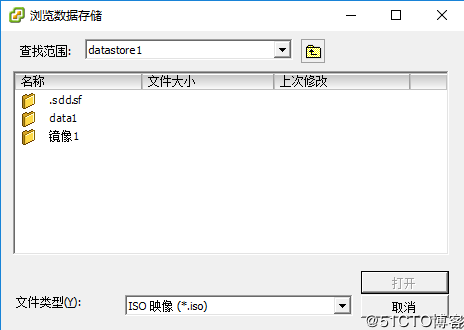 浏览数据存储
查找范围: datastore1
名称 文件大小 上次修改
.sdd.sf
data1
镜像1
文件类型(Y): ISO 映像 (*.iso)
打开
取消
@51CTO博客